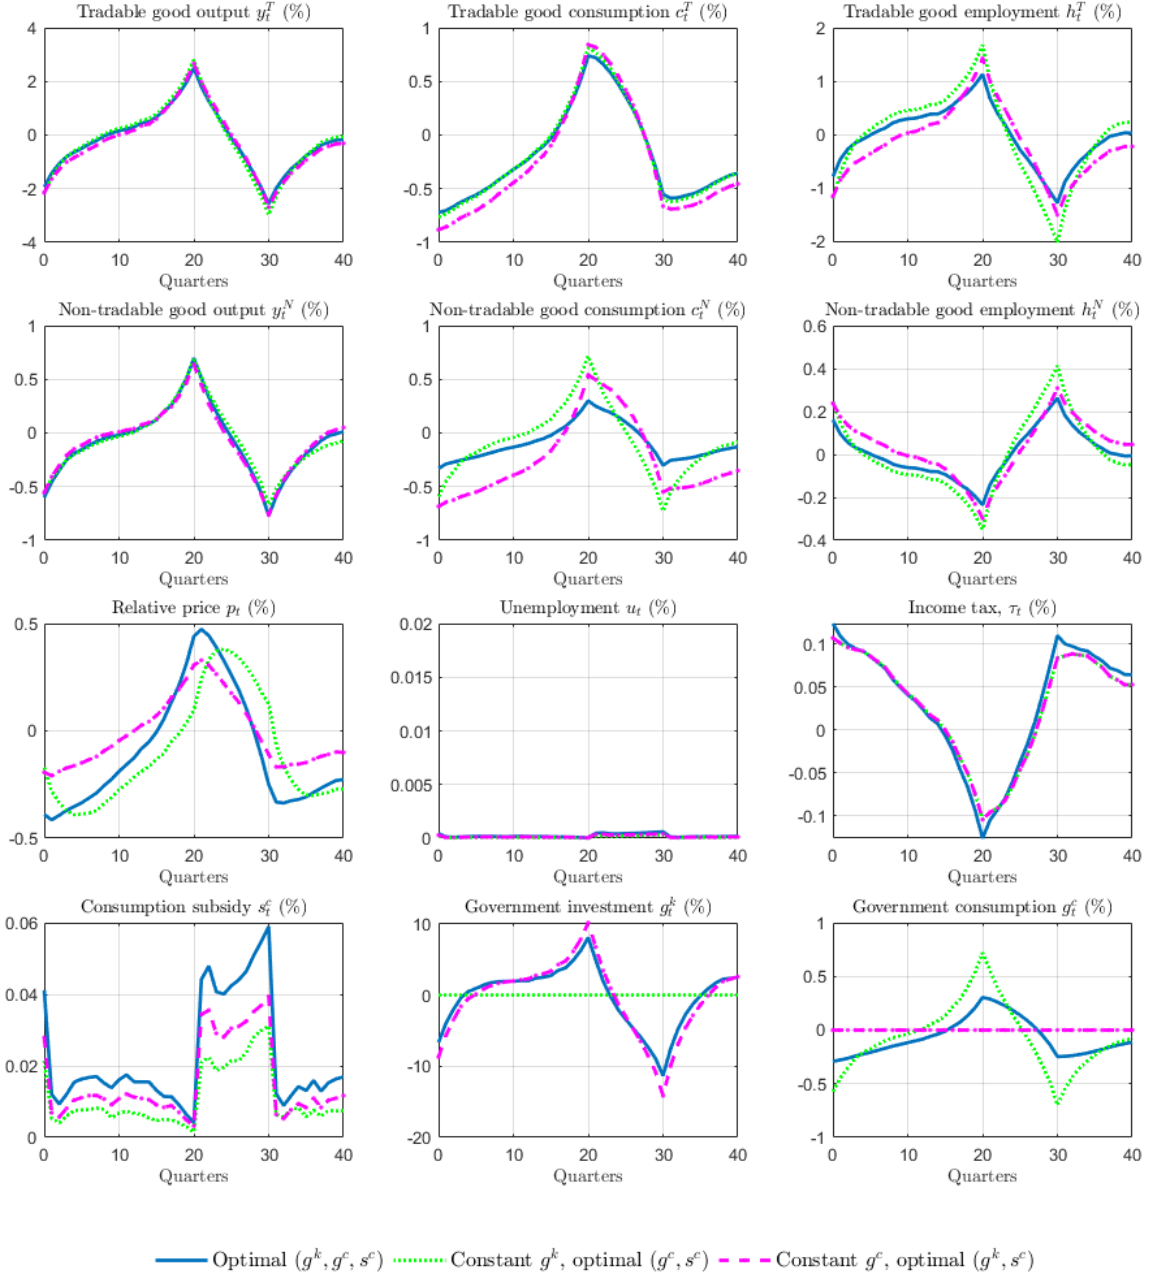 Tradable good output y_t^T (%)
Tradable good consumption c_t^T (%)
Tradable good employment h_t^T (%)
4
2
0
-2
-4
0 10 20 30 40
Quarters
1
0.5
0
-0.5
-1
0 10 20 30 40
Quarters
2
1
0
-1
-2
0 10 20 30 40
Quarters
Non-tradable good output y_t^N (%)
Non-tradable good consumption c_t^N (%)
Non-tradable good employment h_t^N (%)
1
0.5
0
-0.5
-1
0 10 20 30 40
Quarters
1
0.5
0
-0.5
-1
0 10 20 30 40
Quarters
0.6
0.4
0.2
0
-0.2
-0.4
0 10 20 30 40
Quarters
Relative price p_t (%)
Unemployment u_t (%)
Income tax, τ_t (%)
0.5
0
-0.5
0 10 20 30 40
Quarters
0.02
0.015
0.01
0.005
0
0 10 20 30 40
Quarters
0.1
0.05
0
-0.05
-0.1
0 10 20 30 40
Quarters
Consumption subsidy s_t^c (%)
Government investment g_t^k (%)
Government consumption g_t^c (%)
0.06
0.04
0.02
0
0 10 20 30 40
Quarters
10
0
-10
-20
0 10 20 30 40
Quarters
1
0.5
0
-0.5
-1
0 10 20 30 40
Quarters
Optimal (g^k, g^c, s^c) Constant g^k, optimal (g^c, s^c) Constant g^c, optimal (g^k, s^c)